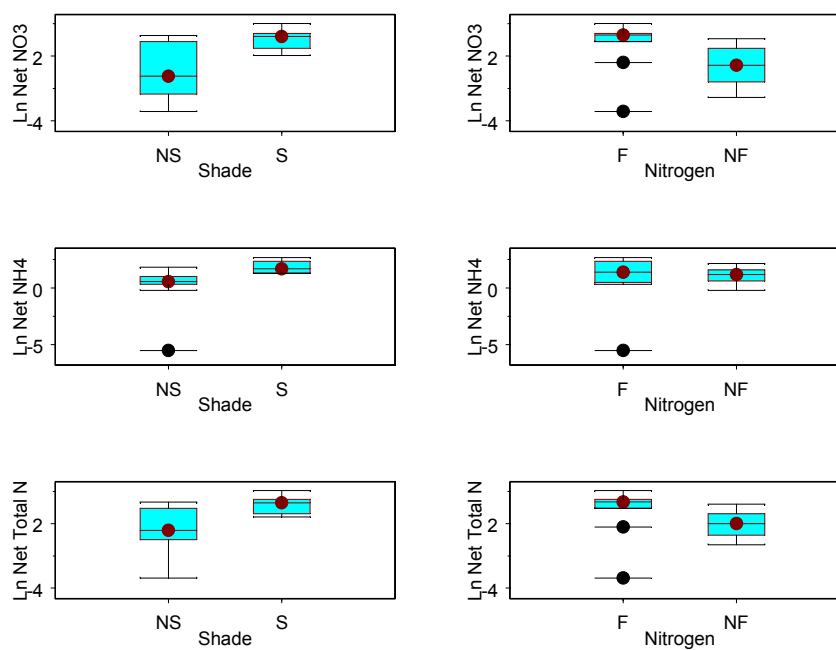 Ln Net NO3
2
-4
NS
S
Shade
Ln Net NO3
2
-4
F
NF
Nitrogen
Ln Net NH4
0
-5
NS
S
Shade
Ln Net NH4
0
-5
F
NF
Nitrogen
Ln Net Total N
2
-4
NS
S
Shade
Ln Net Total N
2
-4
F
NF
Nitrogen